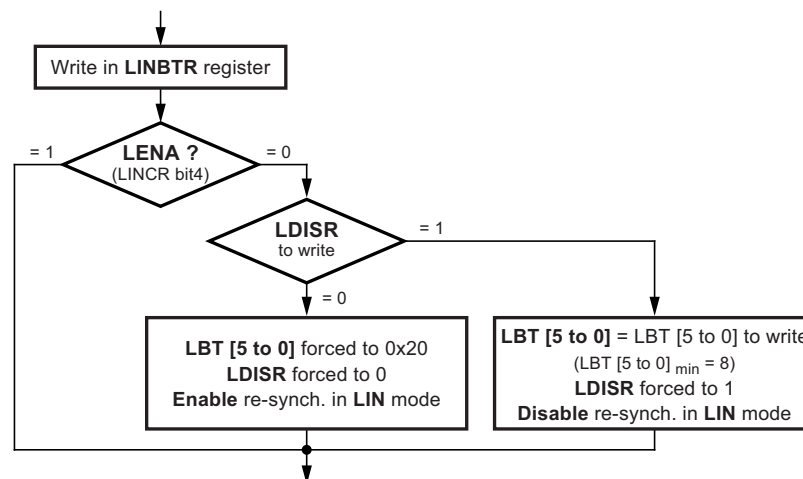 Write in LINBTR register
LENA ?
(LINCR bit4)
= 1
= 0
LDISR
to write
= 1
= 0
LBT [5 to 0] forced to 0x20
LDISR forced to 0
Enable re-synch. in LIN mode
LBT [5 to 0] = LBT [5 to 0] to write
(LBT [5 to 0] min = 8)
LDISR forced to 1
Disable re-synch. in LIN mode